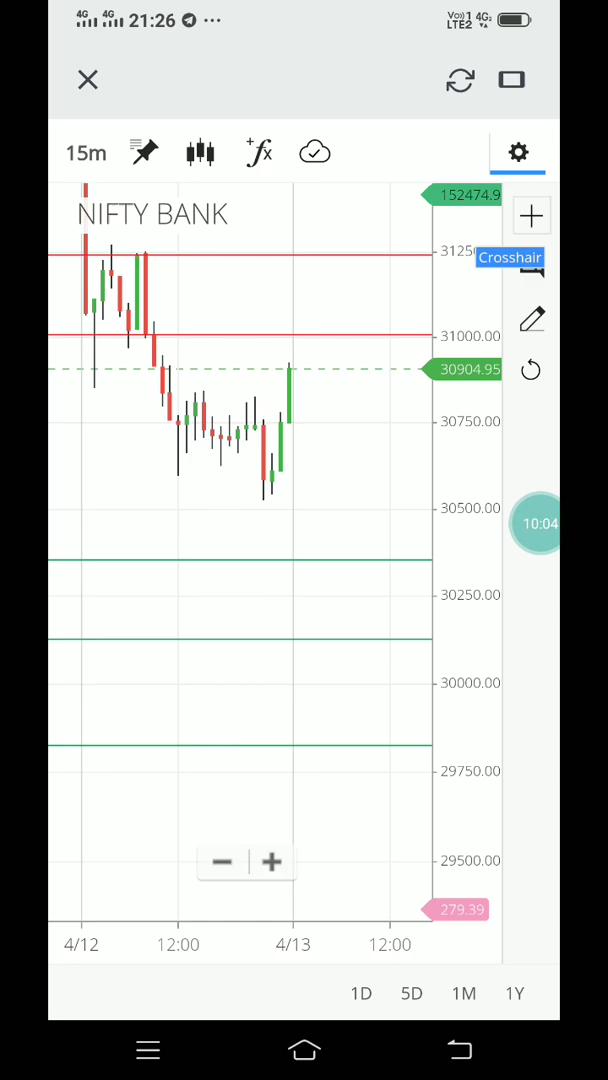 4G 4G 21:26 ... Vo)) 1 LTE2 4G
15m fx
NIFTY BANK
152474.9
Crosshair
31000.00
30904.95
30750.00
30500.00
10:04
30250.00
30000.00
29750.00
29500.00
279.39
4/12 12:00 4/13 12:00
1D 5D 1M 1Y